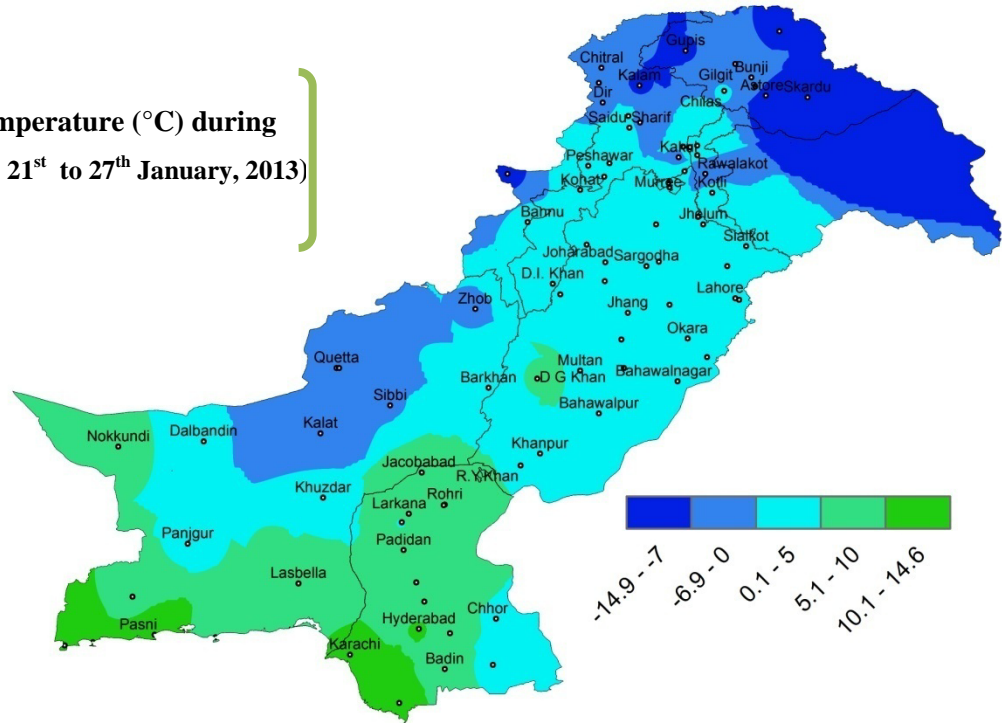 mperature (°C) during
21st to 27th January, 2013)
Gupis
Chitral
Gilgit
Bunji
Kalam
Astore
Skardu
Dir
Chilas
Saidu Sharif
Kakul
Peshawar
Rawalakot
Kohat
Murree
Kotli
Bannu
Jhelum
Sialkot
Joharabad
Sargodha
D.I. Khan
Lahore
Zhob
Jhang
Okara
Quetta
Multan
Barkhan
D G Khan
Bahawalnagar
Sibbi
Bahawalpur
Dalbandin
Kalat
Nokkundi
Khanpur
Jacobabad
R.Y.Khan
Khuzdar
Rohri
Larkana
Panjgur
Padidan
Lasbella
Chhor
Pasni
Hyderabad
Karachi
Badin
-14.9 - -7
-6.9 - 0
0.1 - 5
5.1 - 10
10.1 - 14.6